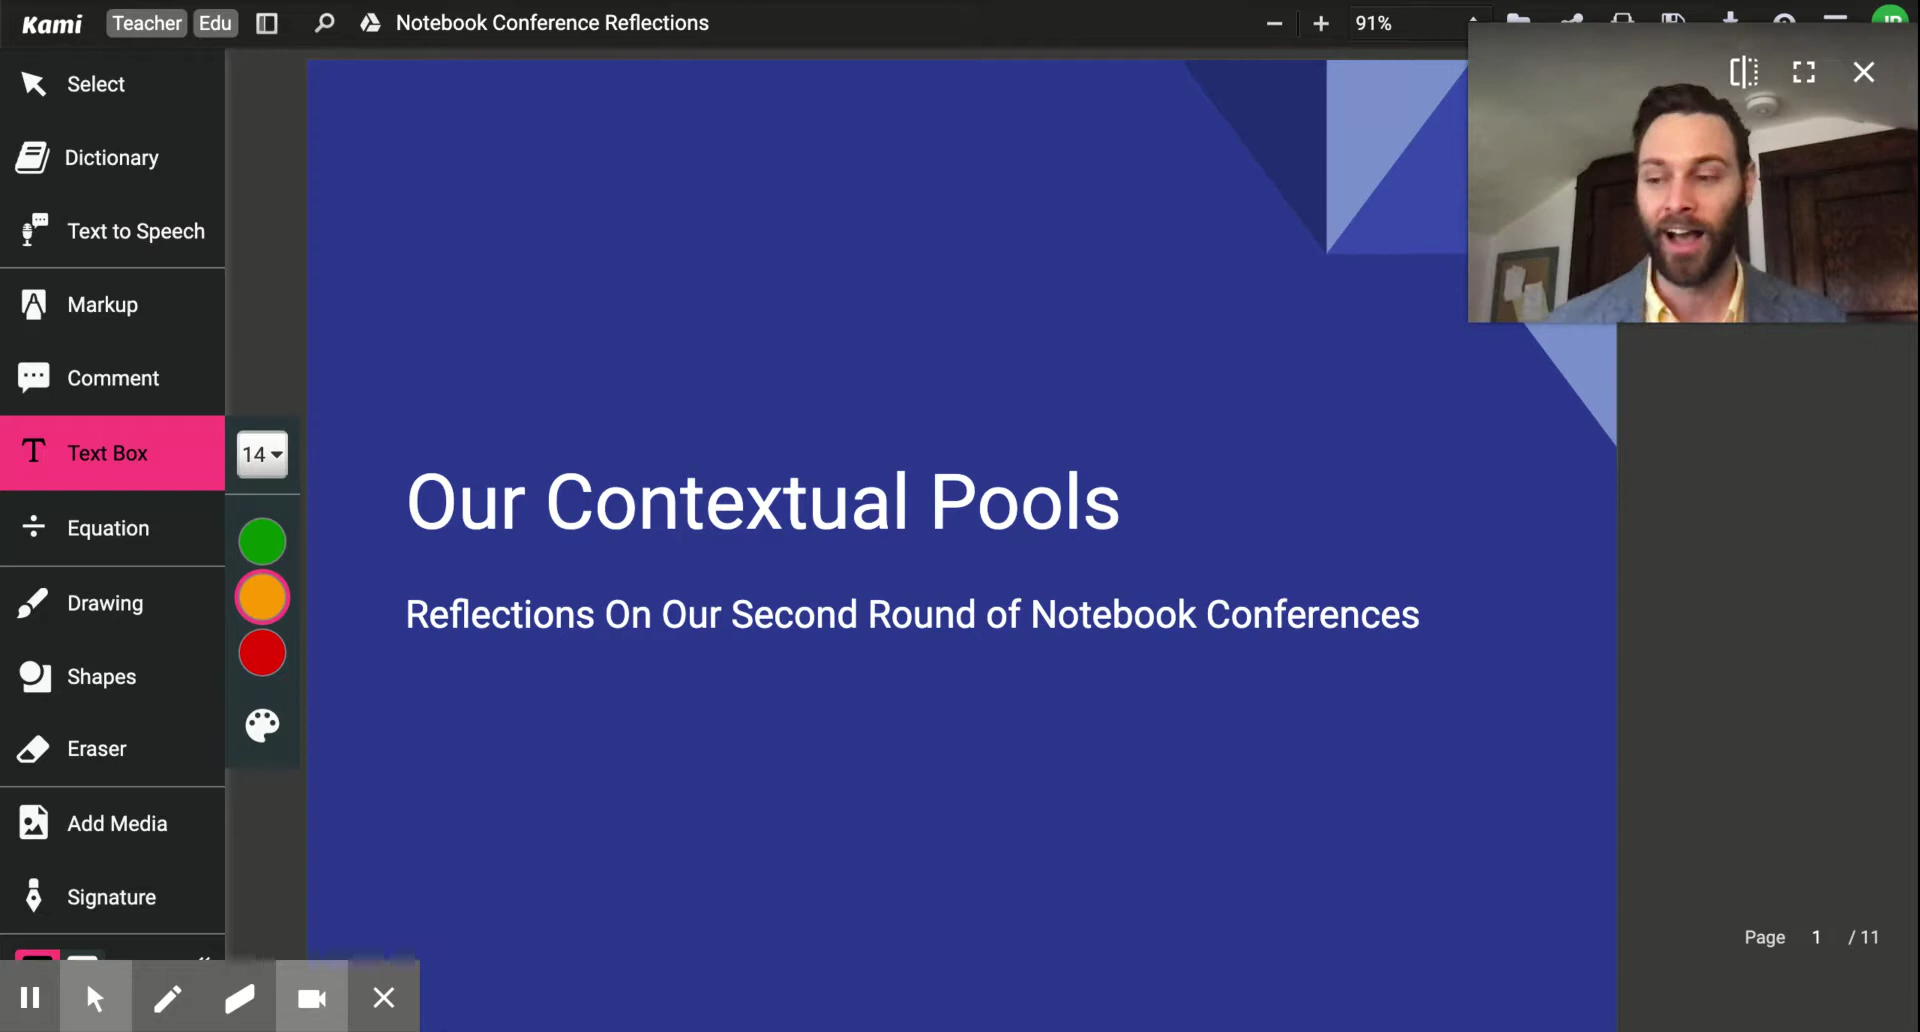 Kami Teacher Edu Notebook Conference Reflections 91%
Select
Dictionary
Text to Speech
Markup
Comment
T Text Box 14
Equation
Drawing
Shapes
Eraser
Add Media
Signature
Our Contextual Pools
Reflections On Our Second Round of Notebook Conferences
Page 1 / 11